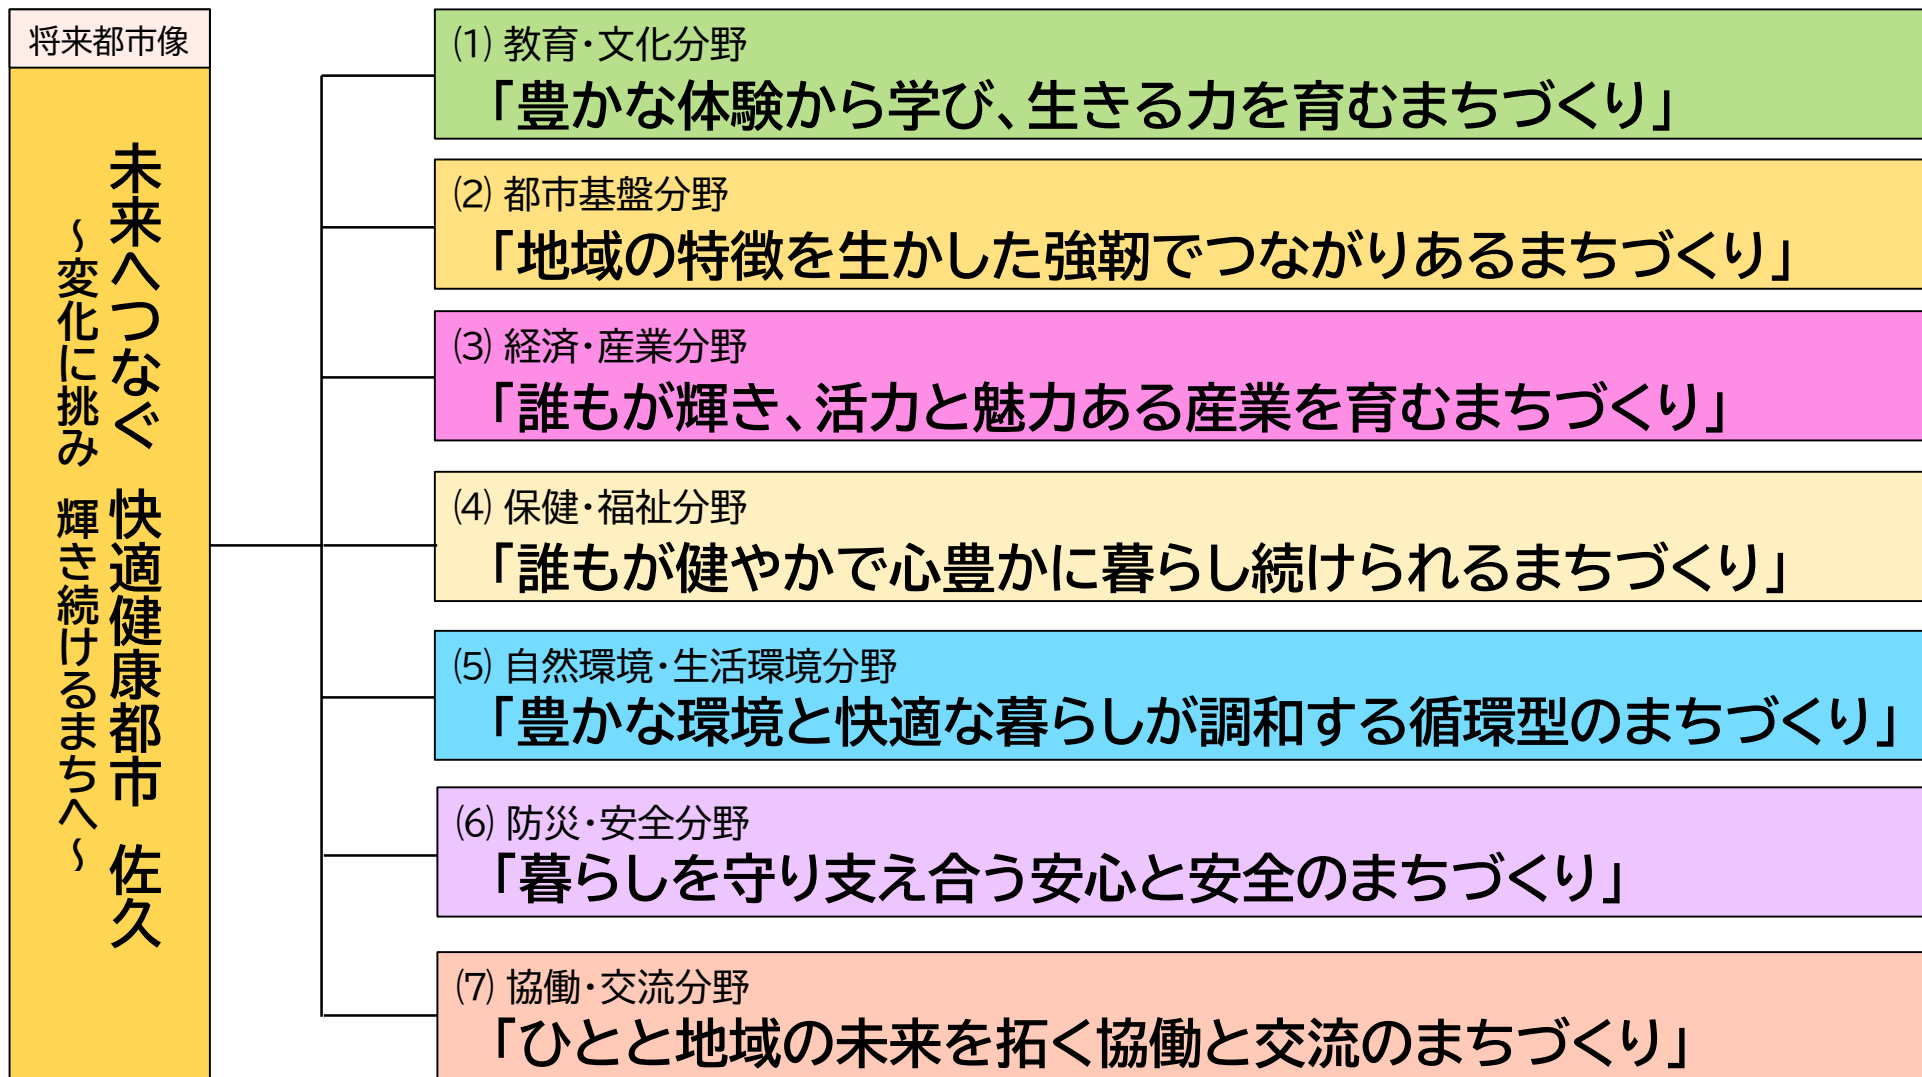 将来都市像
未来へつなぐ 快適健康都市 佐久
～変化に挑み 輝き続けるまちへ～
⑴ 教育・文化分野
「豊かな体験から学び、生きる力を育むまちづくり」
⑵ 都市基盤分野
「地域の特徴を生かした強靭でつながりあるまちづくり」
⑶ 経済・産業分野
「誰もが輝き、活力と魅力ある産業を育むまちづくり」
⑷ 保健・福祉分野
「誰もが健やかで心豊かに暮らし続けられるまちづくり」
⑸ 自然環境・生活環境分野
「豊かな環境と快適な暮らしが調和する循環型のまちづくり」
⑹ 防災・安全分野
「暮らしを守り支え合う安心と安全のまちづくり」
⑺ 協働・交流分野
「ひとと地域の未来を拓く協働と交流のまちづくり」